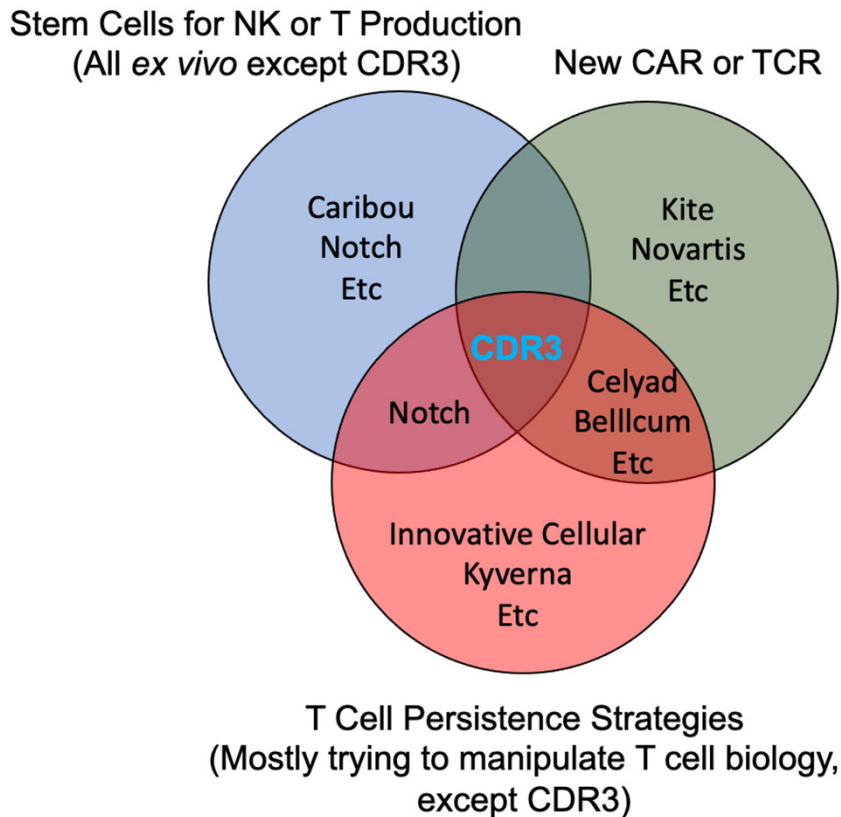 Stem Cells for NK or T Production
(All ex vivo except CDR3)
New CAR or TCR
Caribou
Notch
Etc
Kite
Novartis
Etc
CDR3
Notch
Celyad
Belllcum
Etc
Innovative Cellular
Kyverna
Etc
T Cell Persistence Strategies
(Mostly trying to manipulate T cell biology,
except CDR3)